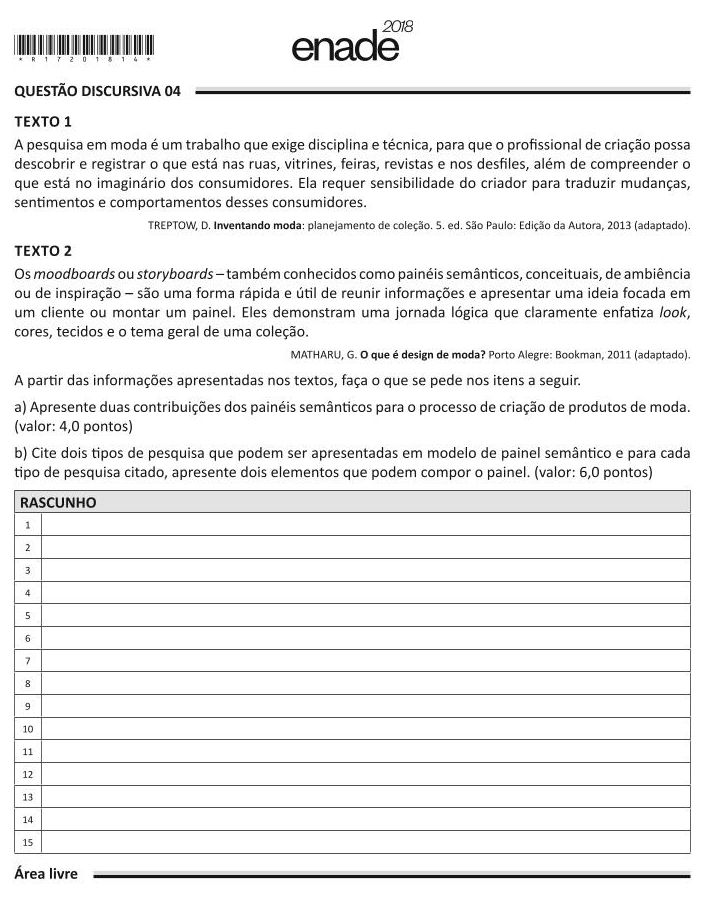 2018
enade
*R17201814*
QUESTÃO DISCURSIVA 04
TEXTO 1
A pesquisa em moda é um trabalho que exige disciplina e técnica, para que o profissional de criação possa
descobrir e registrar o que está nas ruas, vitrines, feiras, revistas e nos desfiles, além de compreender o
que está no imaginário dos consumidores. Ela requer sensibilidade do criador para traduzir mudanças,
sentimentos e comportamentos desses consumidores.
TREPTOW, D. Inventando moda: planejamento de coleção. 5. ed. São Paulo: Edição da Autora, 2013 (adaptado).
TEXTO 2
Os moodboards ou storyboards – também conhecidos como painéis semânticos, conceituais, de ambiência
ou de inspiração – são uma forma rápida e útil de reunir informações e apresentar uma ideia focada em
um cliente ou montar um painel. Eles demonstram uma jornada lógica que claramente enfatiza look,
cores, tecidos e o tema geral de uma coleção.
MATHARU, G. O que é design de moda? Porto Alegre: Bookman, 2011 (adaptado).
A partir das informações apresentadas nos textos, faça o que se pede nos itens a seguir.
a) Apresente duas contribuições dos painéis semânticos para o processo de criação de produtos de moda.
(valor: 4,0 pontos)
b) Cite dois tipos de pesquisa que podem ser apresentadas em modelo de painel semântico e para cada
tipo de pesquisa citado, apresente dois elementos que podem compor o painel. (valor: 6,0 pontos)
RASCUNHO
1
2
3
4
5
6
7
8
9
10
11
12
13
14
15
Área livre